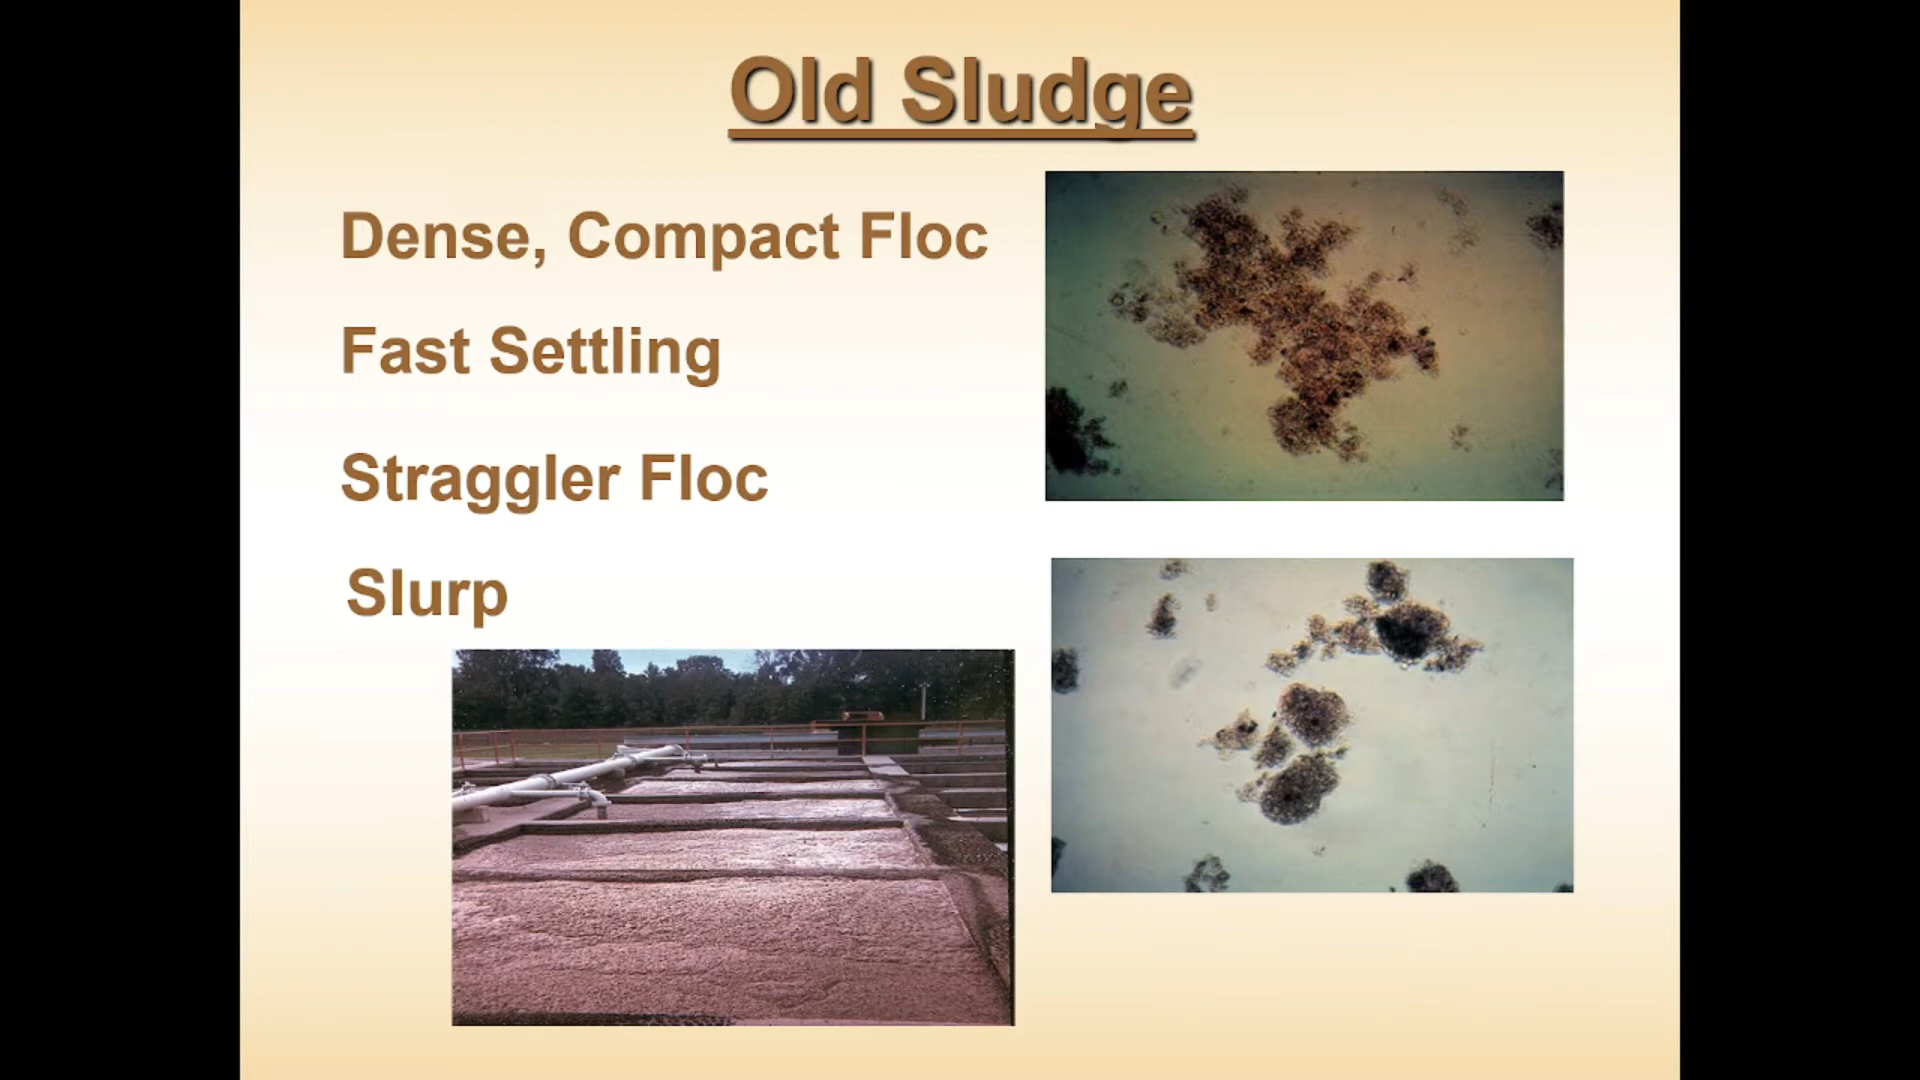 Old Sludge
Dense, Compact Floc
Fast Settling
Straggler Floc
Slurp